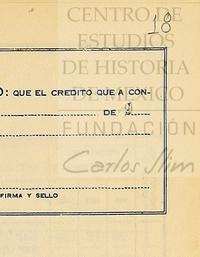 CENTRO DE
18
ESTUDIOS
DE HISTORIA
O: QUE EL CREDITO QUE A CON-
DE MÉXICO
DE
FUNDACIÓN
Carlos Slim
FIRMA Y SELLO